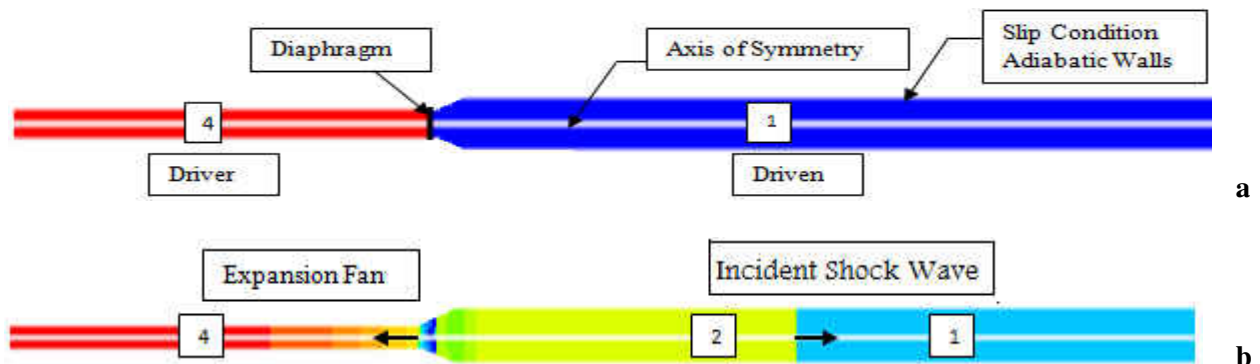 Diaphragm
Axis of Symmetry
Slip Condition
Adiabatic Walls
4
1
Driver
Driven
a
Expansion Fan
Incident Shock Wave
4
2
1
b